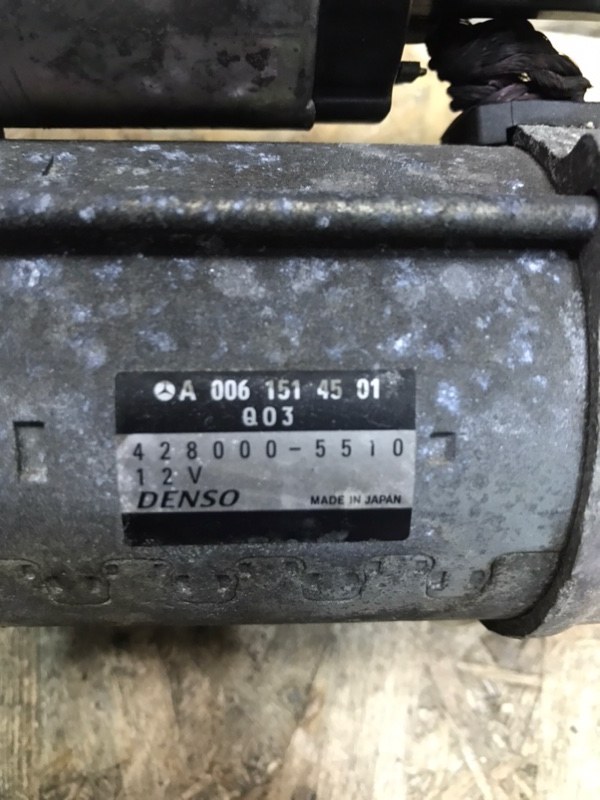 A 006 151 45 01
Q03
428000-5510
12V
DENSO MADE IN JAPAN